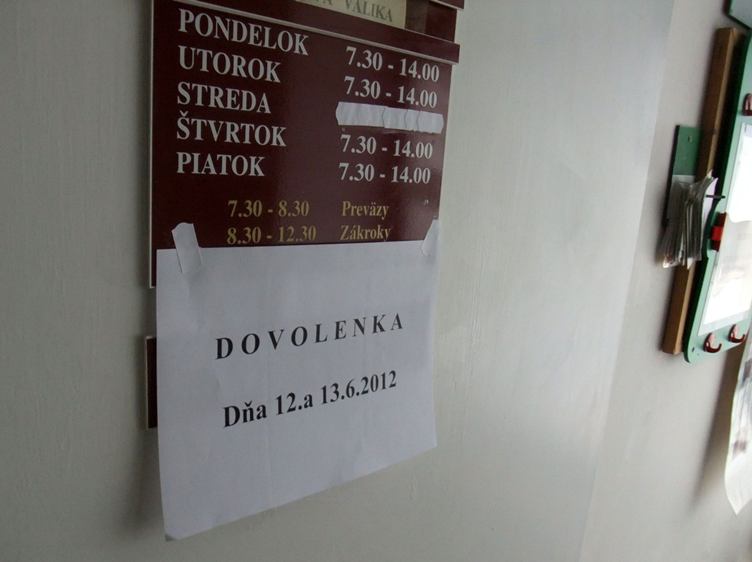 VALIKA
PONDELOK 7.30 - 14.00
UTOROK 7.30 - 14.00
STREDA
ŠTVRTOK 7.30 - 14.00
PIATOK 7.30 - 14.00
7.30 - 8.30 Preväzy
8.30 - 12.30 Zákroky
DOVOLENKA
Dňa 12.a 13.6.2012